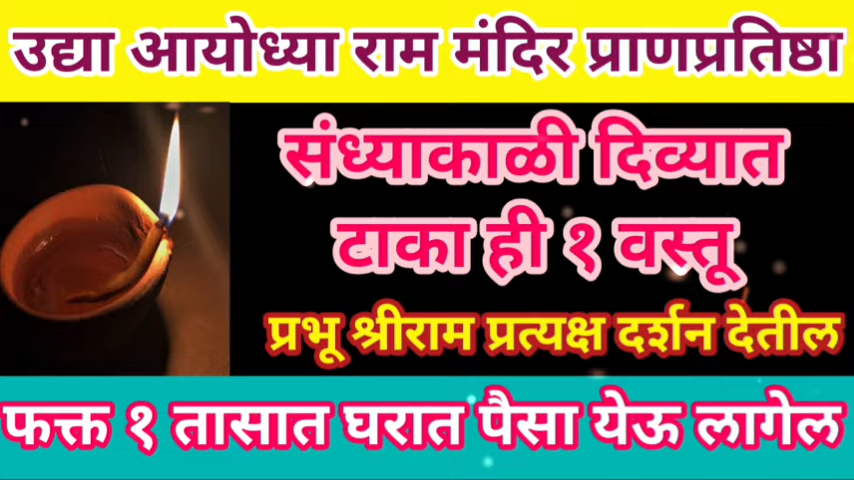 उद्या आयोध्या राम मंदिर प्राणप्रतिष्ठा
संध्याकाळी दिव्यात
टाका ही १ वस्तू
प्रभू श्रीराम प्रत्यक्ष दर्शन देतील
फक्त १ तासात घरात पैसा येऊ लागेल